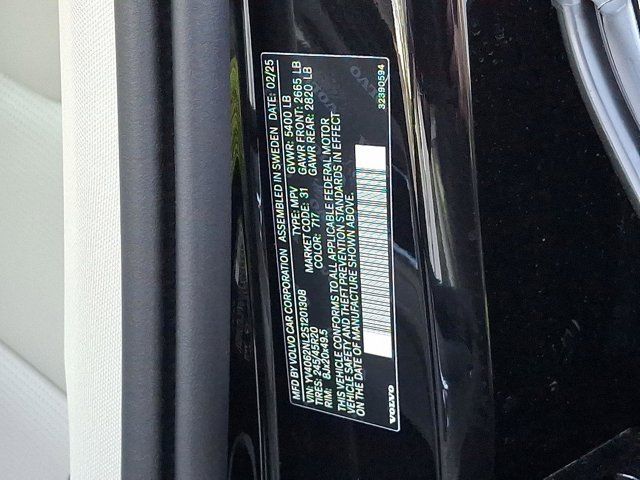 MFD BY VOLVO CAR CORPORATION ASSEMBLED IN SWEDEN DATE: 02/25
VIN: YV4062NL2S1201308 TYPE: MPV GVWR: 5400 LB
TIRES: 245/45R20 MARKET CODE: 31 GAWR FRONT: 2665 LB
RIM: 8Jx20x49.5 COLOR: 717 GAWR REAR: 2820 LB
THIS VEHICLE CONFORMS TO ALL APPLICABLE FEDERAL MOTOR
VEHICLE SAFETY AND THEFT PREVENTION STANDARDS IN EFFECT
ON THE DATE OF MANUFACTURE SHOWN ABOVE.
VOLVO 32390594